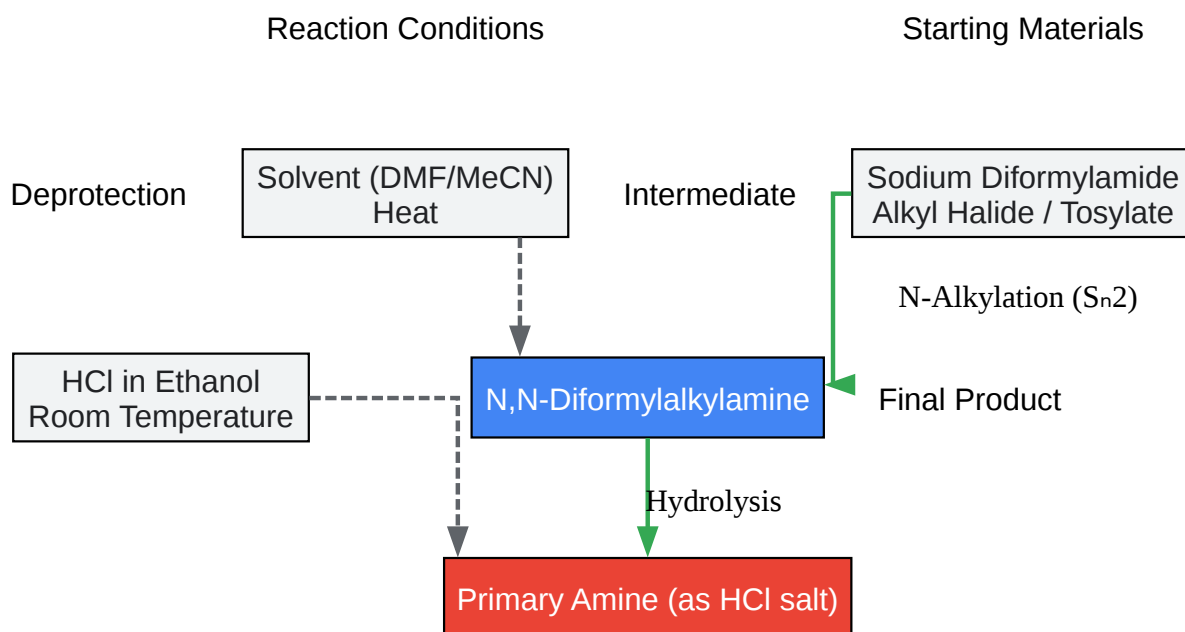 Reaction Conditions
Starting Materials
Deprotection
Solvent (DMF/MeCN)
Heat
Intermediate
Sodium Diformylamide
Alkyl Halide / Tosylate
N-Alkylation (Sₙ2)
HCl in Ethanol
Room Temperature
N,N-Diformylalkylamine
Final Product
Hydrolysis
Primary Amine (as HCl salt)